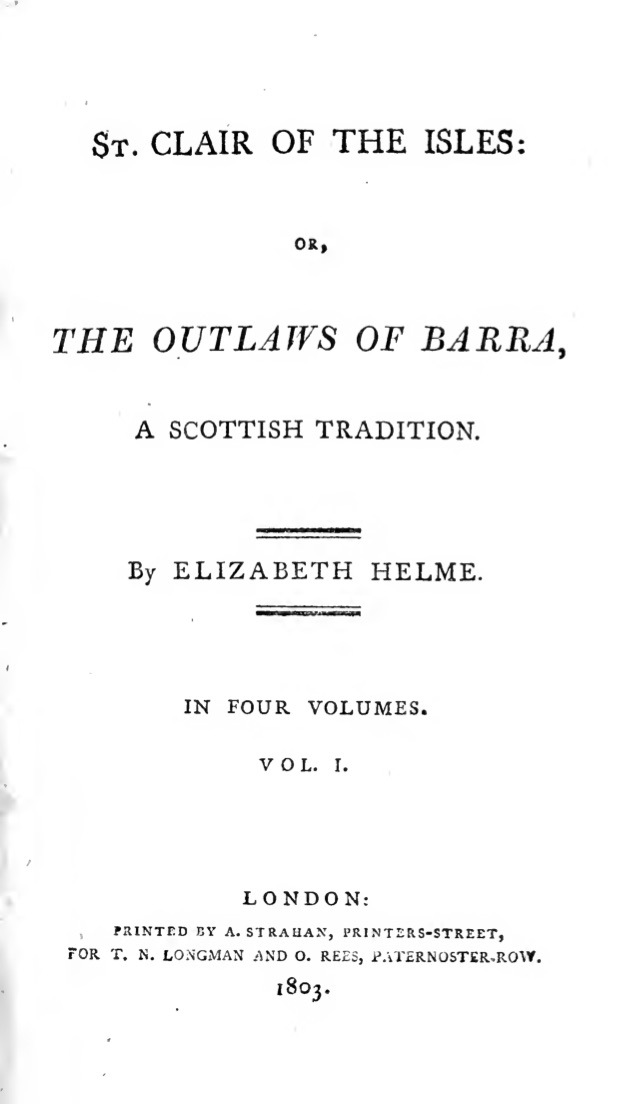 St. CLAIR OF THE ISLES:
OR,
THE OUTLAWS OF BARRA,
A SCOTTISH TRADITION.
By ELIZABETH HELME.
IN FOUR VOLUMES.
VOL. I.
LONDON:
PRINTED BY A. STRAHAN, PRINTERS-STREET,
FOR T. N. LONGMAN AND O. REES, PATERNOSTER-ROW.
1803.